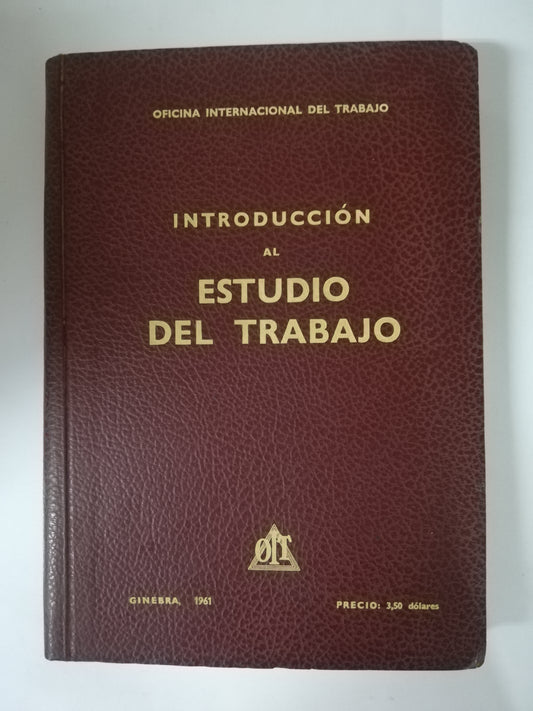 OFICINA INTERNACIONAL DEL TRABAJO
INTRODUCCIÓN
AL
ESTUDIO
DEL TRABAJO
OIT
GINEBRA, 1961
PRECIO: 3,50 dólares